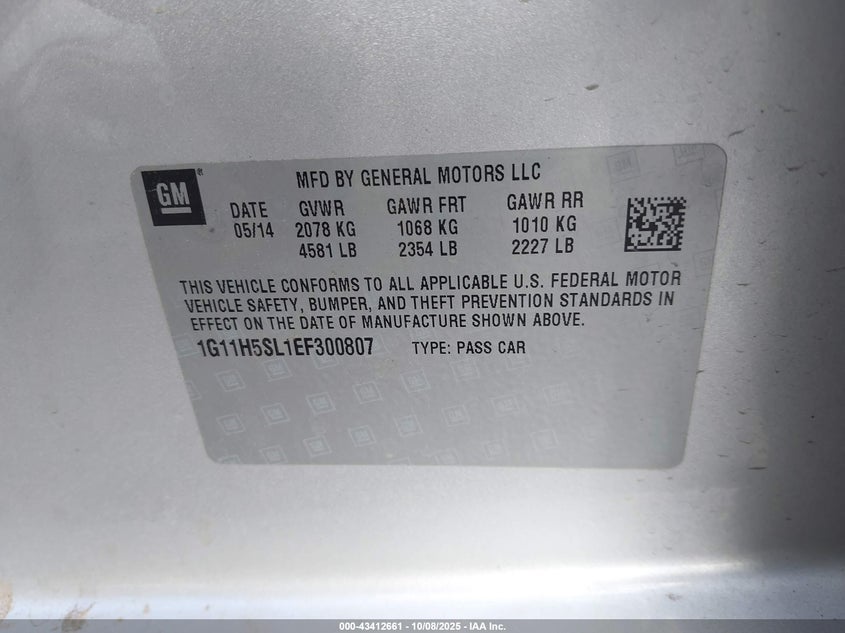 GM ®
MFD BY GENERAL MOTORS LLC
DATE GVWR GAWR FRT GAWR RR
05/14 2078 KG 1068 KG 1010 KG
4581 LB 2354 LB 2227 LB
THIS VEHICLE CONFORMS TO ALL APPLICABLE U.S. FEDERAL MOTOR
VEHICLE SAFETY, BUMPER, AND THEFT PREVENTION STANDARDS IN
EFFECT ON THE DATE OF MANUFACTURE SHOWN ABOVE.
1G11H5SL1EF300807 TYPE: PASS CAR
000-43412661 - 10/08/2025 - IAA Inc.